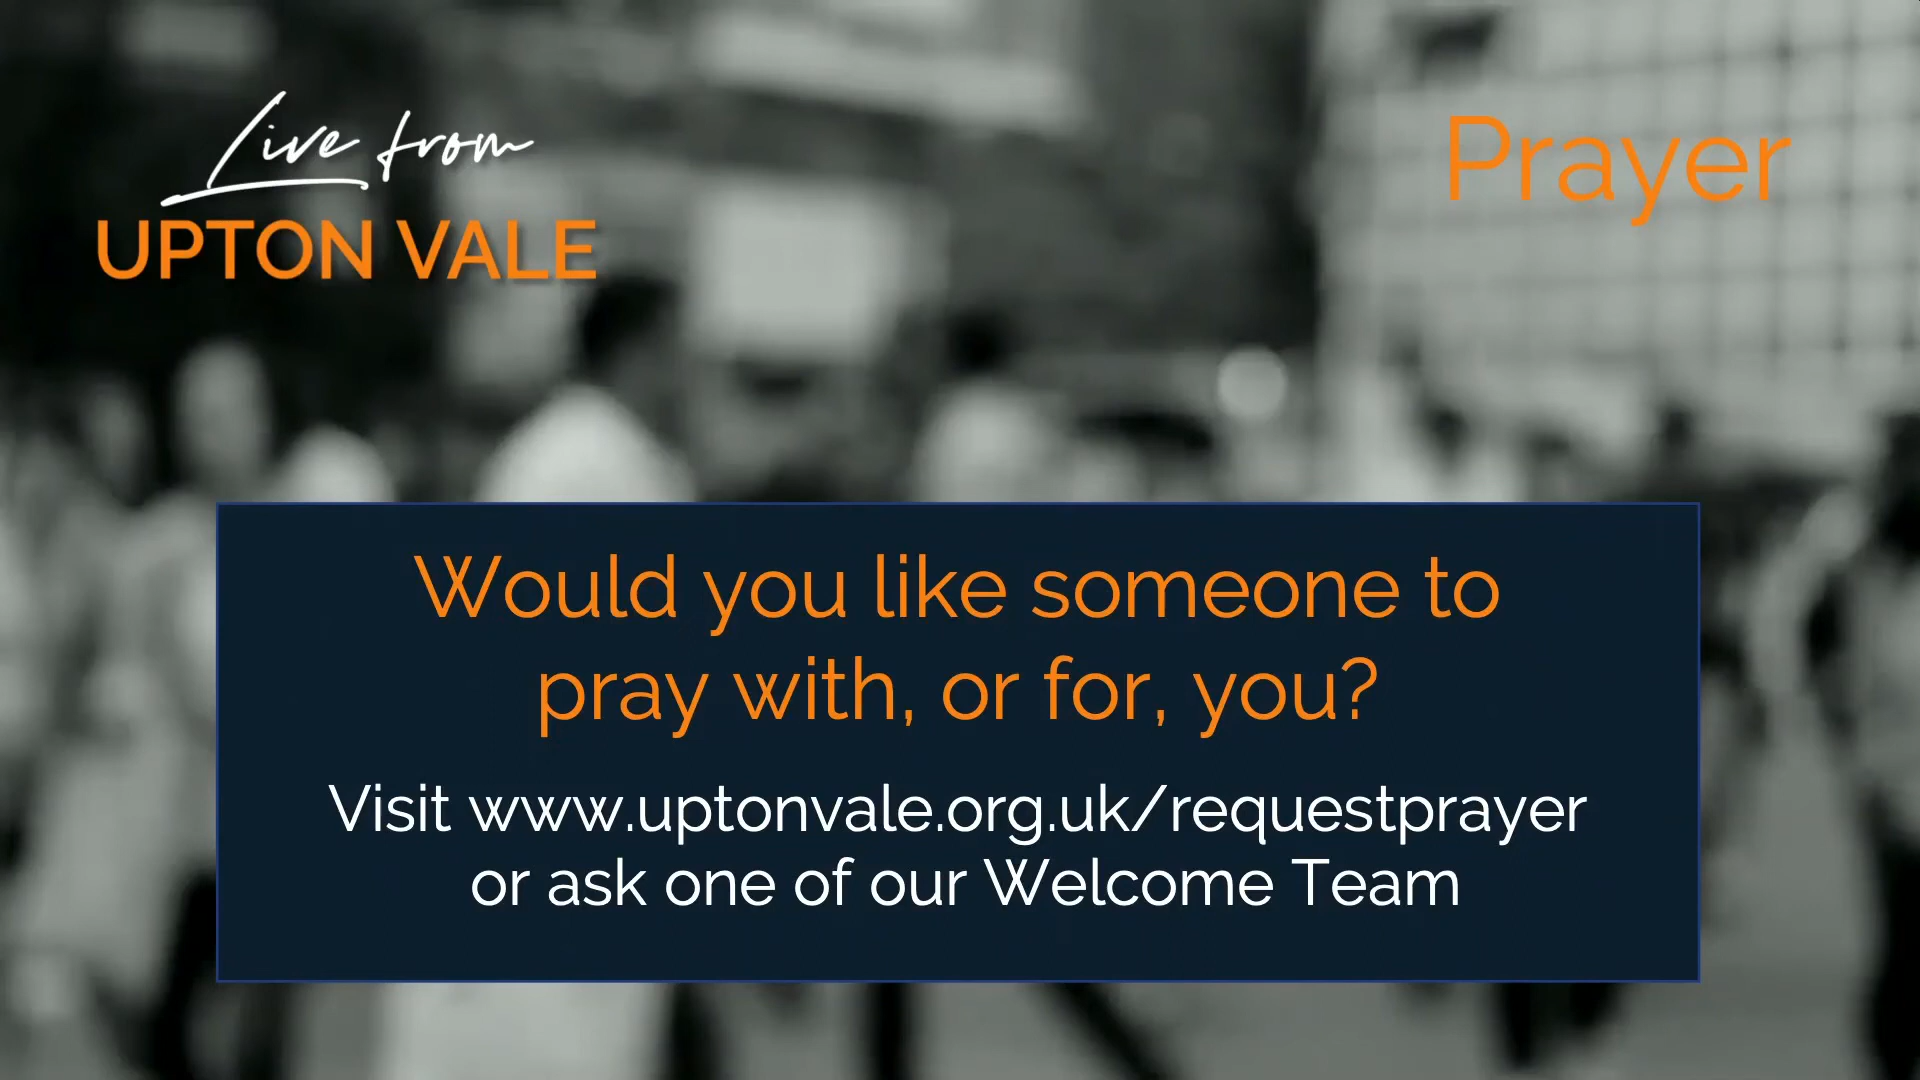 Live from
UPTON VALE
Prayer
Would you like someone to
pray with, or for, you?
Visit www.uptonvale.org.uk/requestprayer
or ask one of our Welcome Team